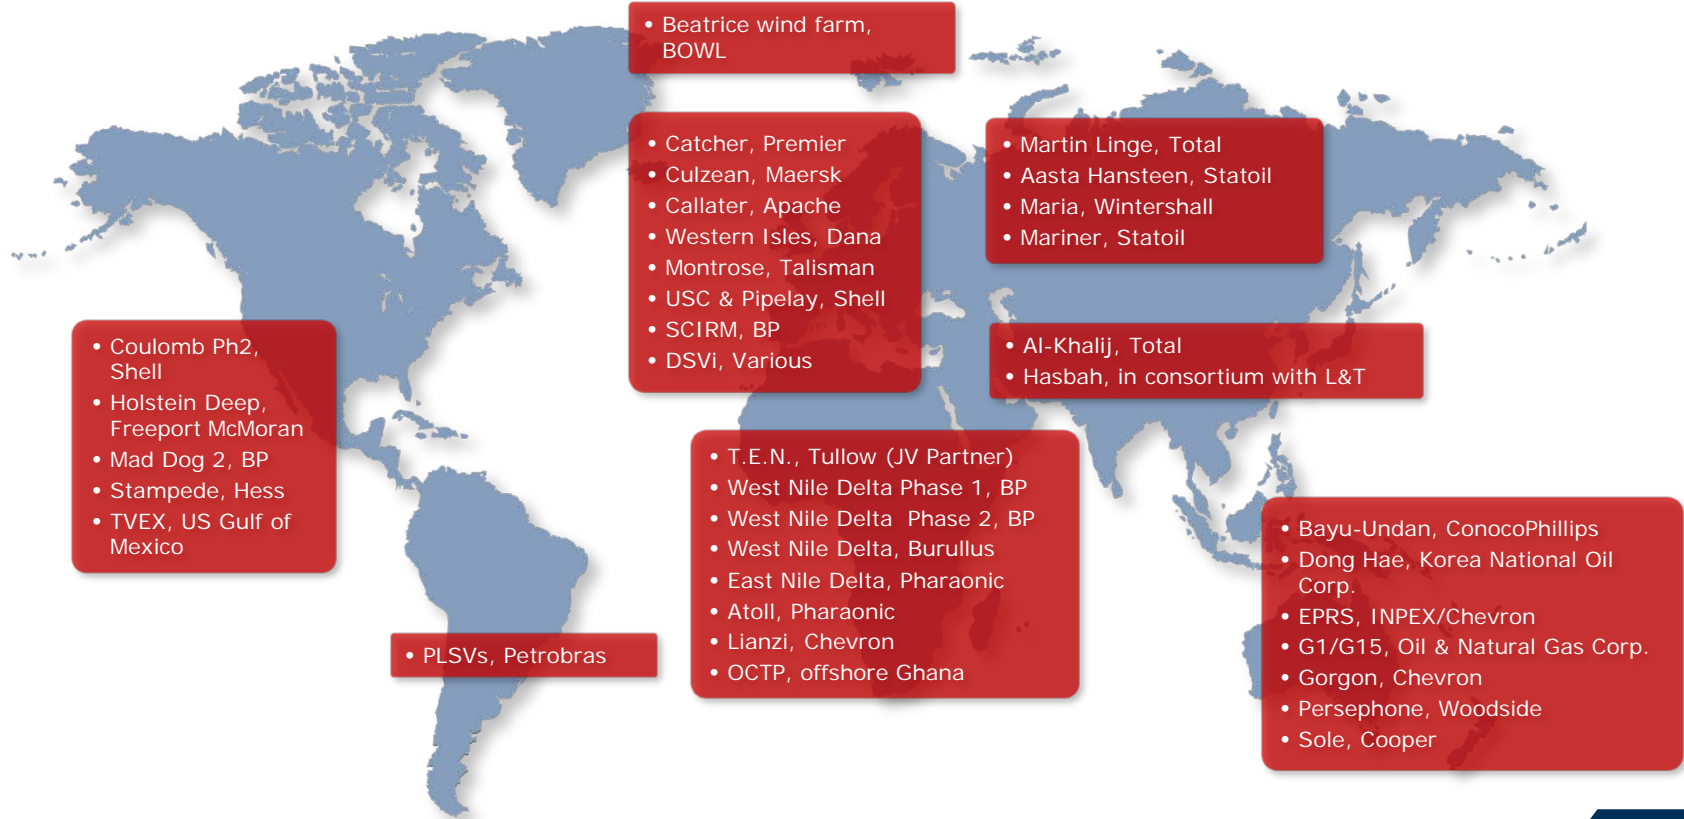 • Beatrice wind farm,
BOWL
• Catcher, Premier
• Culzean, Maersk
• Callater, Apache
• Western Isles, Dana
• Montrose, Talisman
• USC & Pipelay, Shell
• SCIRM, BP
• DSVi, Various
• Martin Linge, Total
• Aasta Hansteen, Statoil
• Maria, Wintershall
• Mariner, Statoil
• Coulomb Ph2,
Shell
• Holstein Deep,
Freeport McMoran
• Mad Dog 2, BP
• Stampede, Hess
• TVEX, US Gulf of
Mexico
• Al-Khalij, Total
• Hasbah, in consortium with L&T
• T.E.N., Tullow (JV Partner)
• West Nile Delta Phase 1, BP
• West Nile Delta  Phase 2, BP
• West Nile Delta, Burullus
• East Nile Delta, Pharaonic
• Atoll, Pharaonic
• Lianzi, Chevron
• OCTP, offshore Ghana
• PLSVs, Petrobras
• Bayu-Undan, ConocoPhillips
• Dong Hae, Korea National Oil
Corp.
• EPRS, INPEX/Chevron
• G1/G15, Oil & Natural Gas Corp.
• Gorgon, Chevron
• Persephone, Woodside
• Sole, Cooper